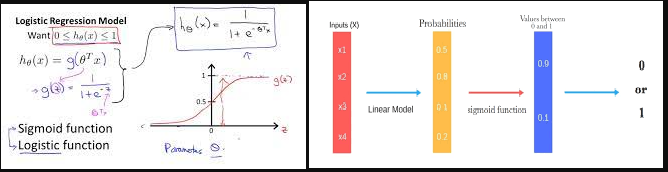 Logistic Regression Model
Want 0 ≤ hθ(x) ≤ 1
hθ(x) = g(θᵀx)
→ g(z) = 1 / 1+e^-z
θᵀx
Sigmoid function
Logistic function
hθ(x) = 1 / 1 + e^-θᵀx
1
0.5
0
g(z)
z
Parameters θ.
Inputs (X)
x1
x2
x3
x4
Linear Model
Probabilities
0.5
0.8
0.1
0.2
sigmoid function
Values between
0 and 1
0.9
0.1
0
or
1